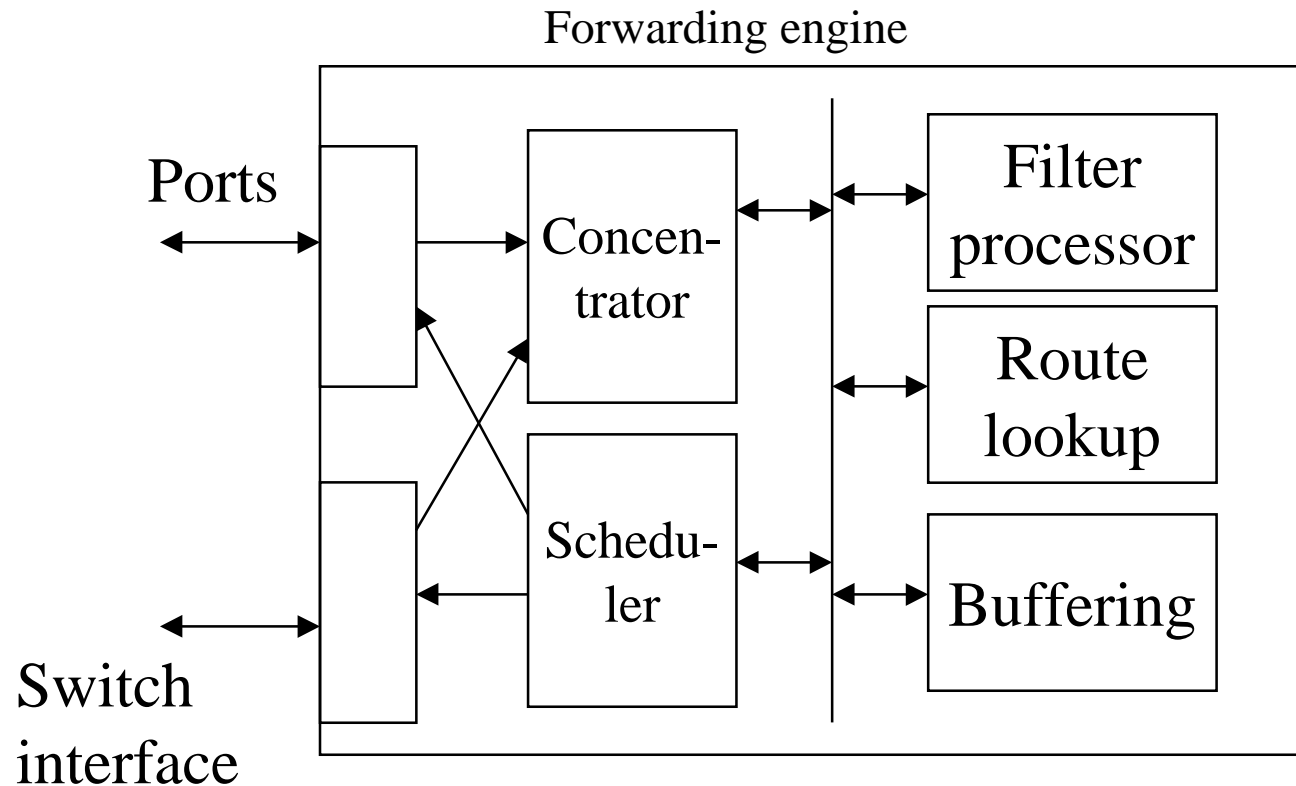 Forwarding engine
Ports
Concen-
trator
Filter
processor
Route
lookup
Schedu-
ler
Buffering
Switch
interface